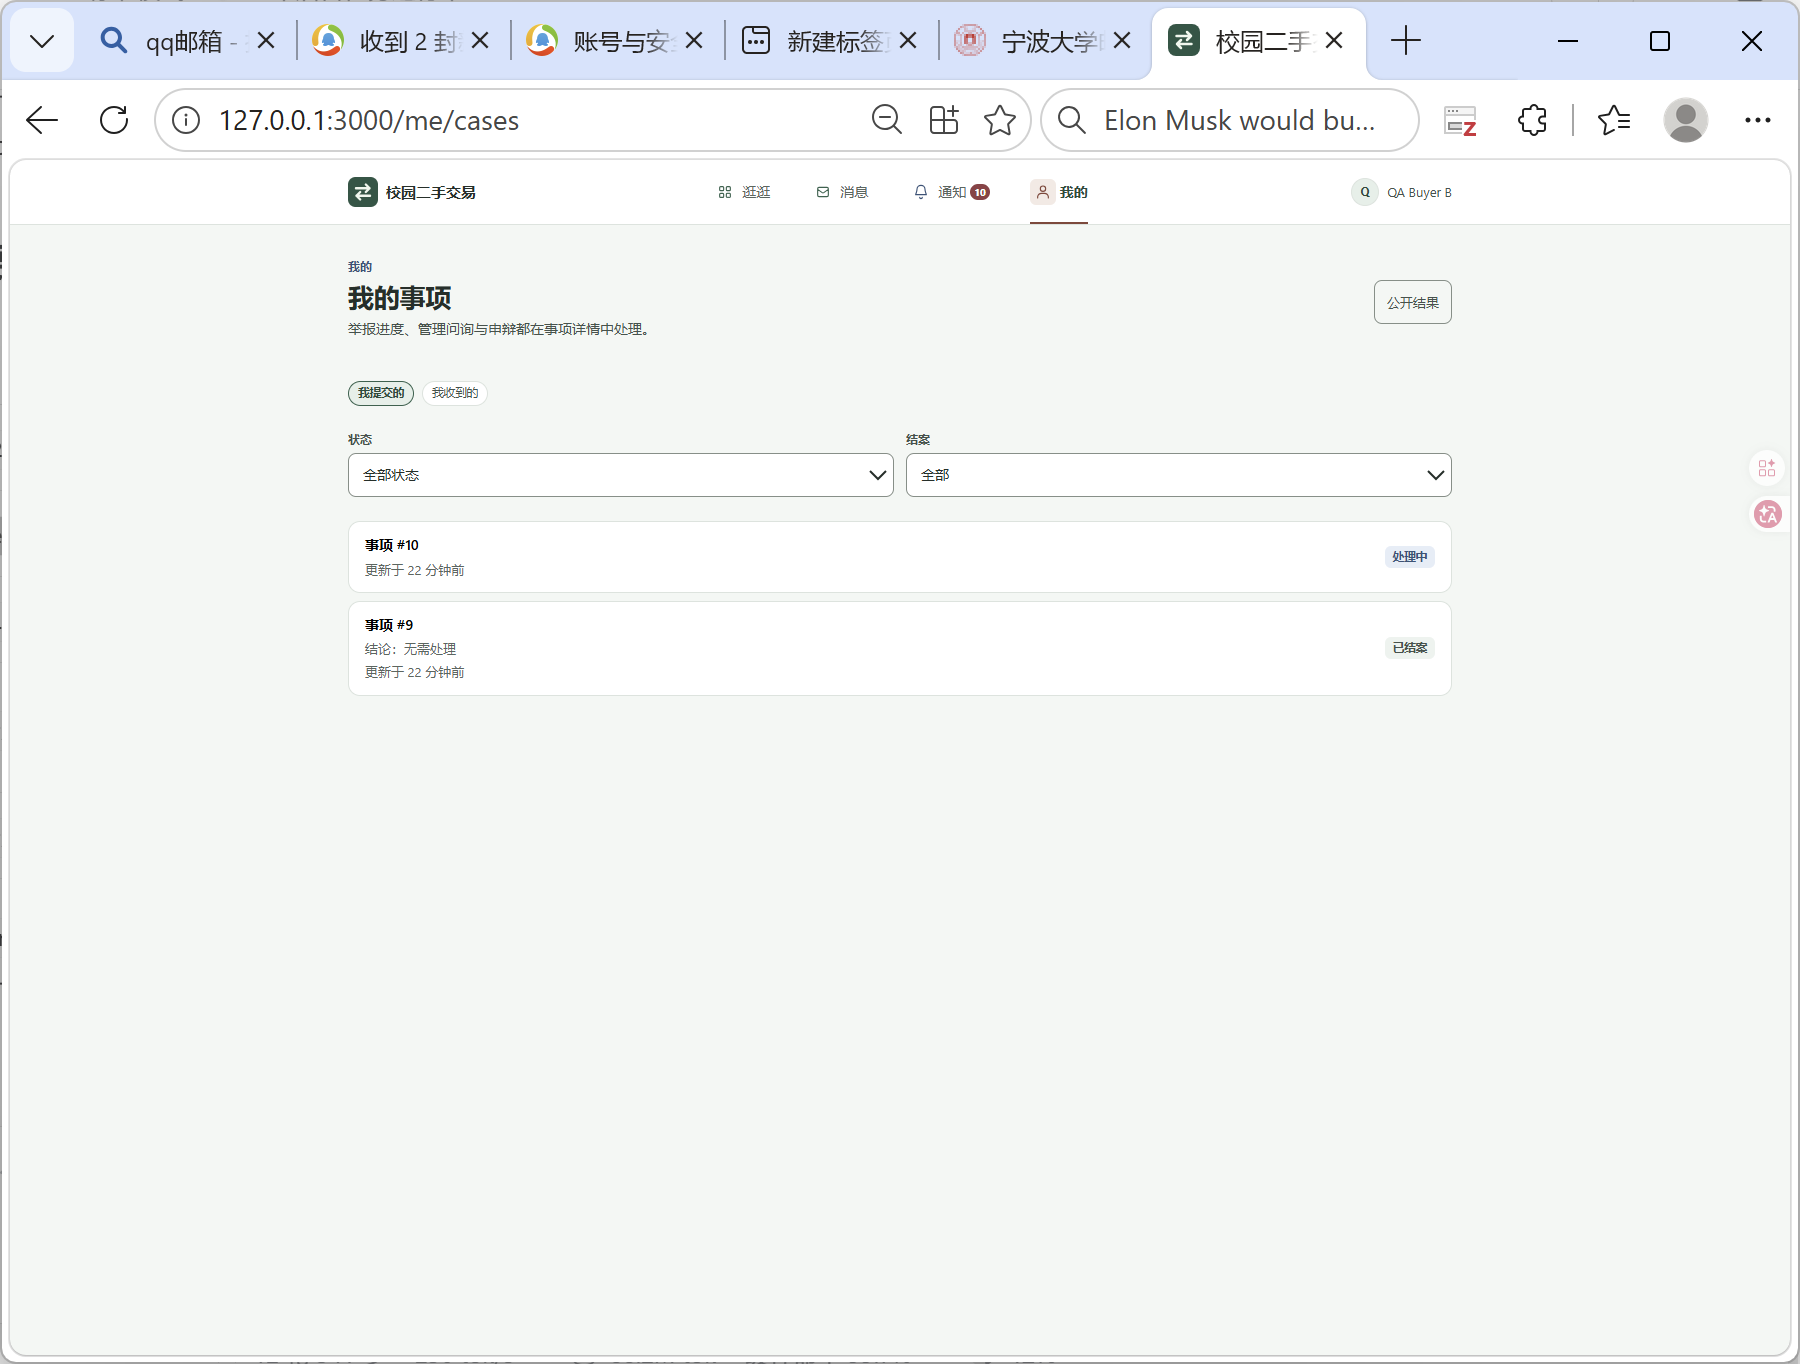 qq邮箱 -
收到 2 封
账号与安
新建标签
宁波大学
校园二手
127.0.0.1:3000/me/cases
Elon Musk would bu...
校园二手交易
逛逛
消息
通知 10
我的
Q
QA Buyer B
我的
我的事项
举报进度、管理问询与申辩都在事项详情中处理。
公开结果
我提交的
我收到的
状态
结案
全部状态
全部
事项 #10
更新于 22 分钟前
处理中
事项 #9
结论：无需处理
更新于 22 分钟前
已结案